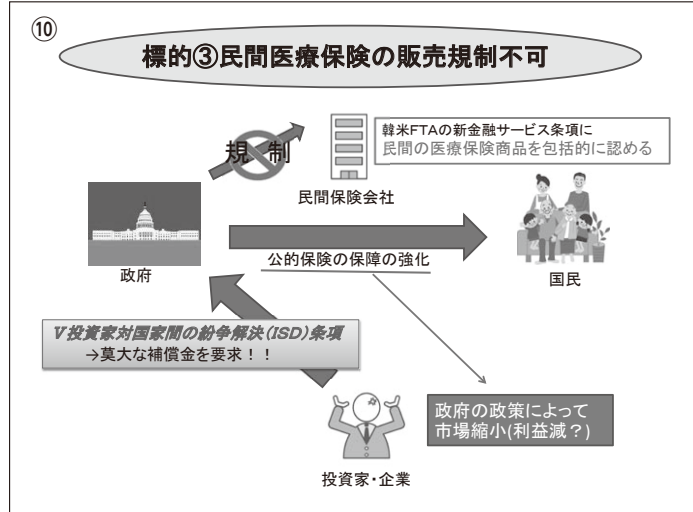 ⑩
標的③民間医療保険の販売規制不可
規 制
韓米FTAの新金融サービス条項に
民間の医療保険商品を包括的に認める
民間保険会社
政府
公的保険の保障の強化
国民
Ⅴ投資家対国家間の紛争解決(ISD)条項
→莫大な補償金を要求！！
政府の政策によって
市場縮小(利益減？)
投資家・企業